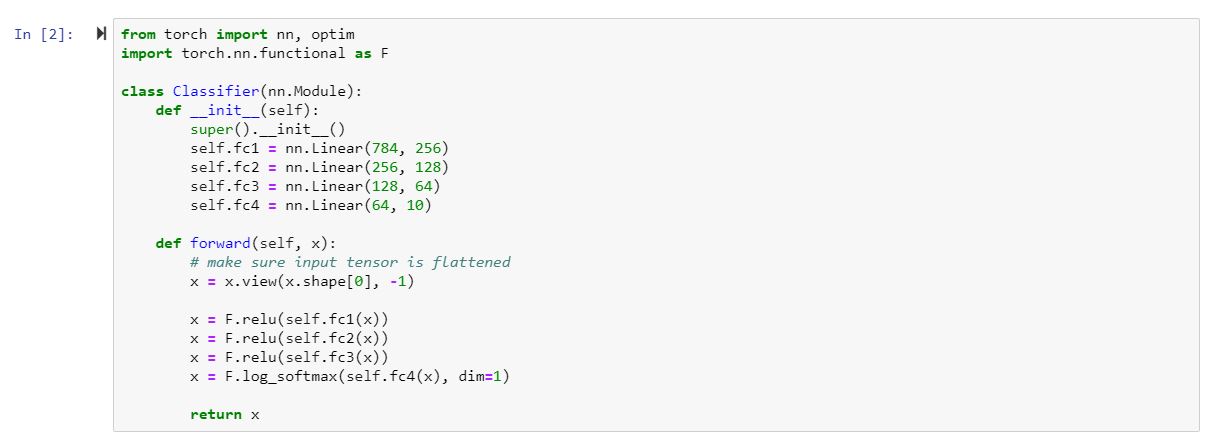 In [2]:
from torch import nn, optim
import torch.nn.functional as F
class Classifier(nn.Module):
    def __init__(self):
        super().__init__()
        self.fc1 = nn.Linear(784, 256)
        self.fc2 = nn.Linear(256, 128)
        self.fc3 = nn.Linear(128, 64)
        self.fc4 = nn.Linear(64, 10)
    def forward(self, x):
        # make sure input tensor is flattened
        x = x.view(x.shape[0], -1)
        x = F.relu(self.fc1(x))
        x = F.relu(self.fc2(x))
        x = F.relu(self.fc3(x))
        x = F.log_softmax(self.fc4(x), dim=1)
        return x